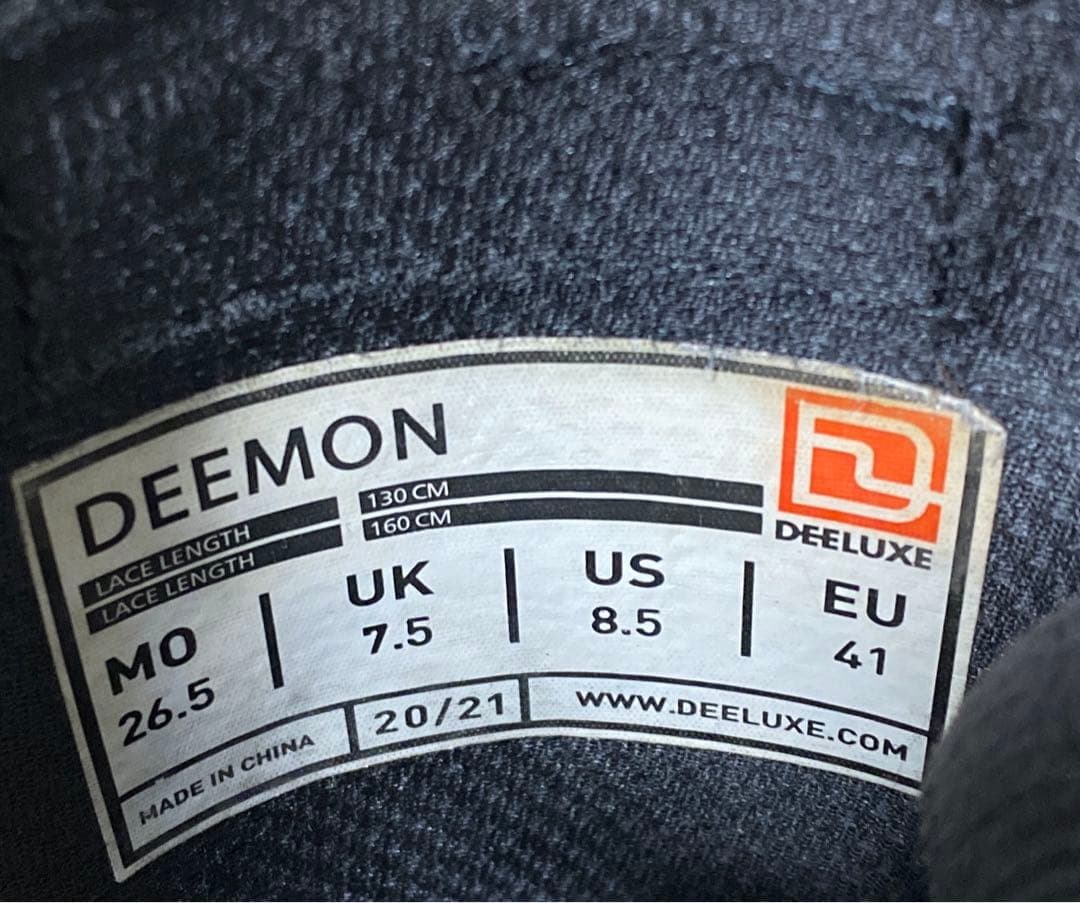 DEEMON
LACE LENGTH 130 CM
LACE LENGTH 160 CM
DEELUXE
MO UK US EU
26.5 7.5 8.5 41
MADE IN CHINA 20/21 WWW.DEELUXE.COM